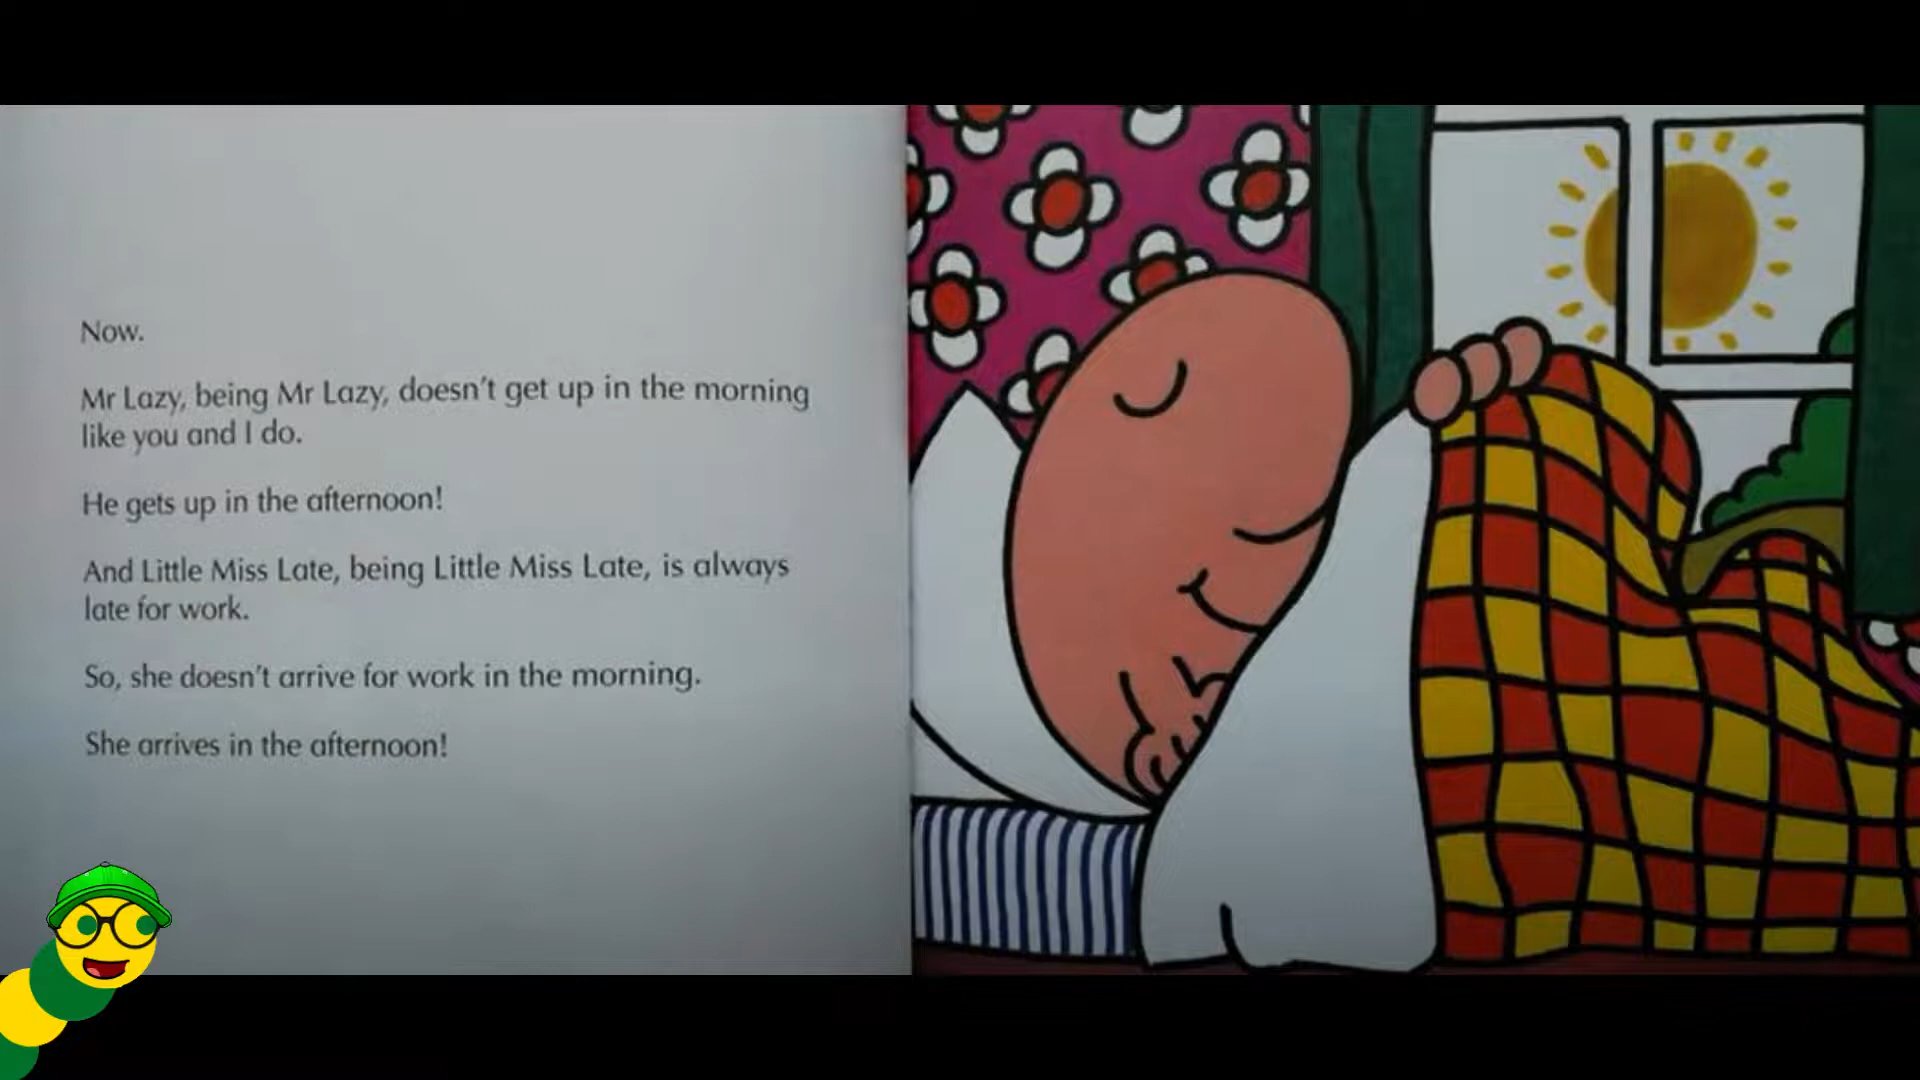 Now.
Mr Lazy, being Mr Lazy, doesn't get up in the morning
like you and I do.
He gets up in the afternoon!
And Little Miss Late, being Little Miss Late, is always
late for work.
So, she doesn't arrive for work in the morning.
She arrives in the afternoon!